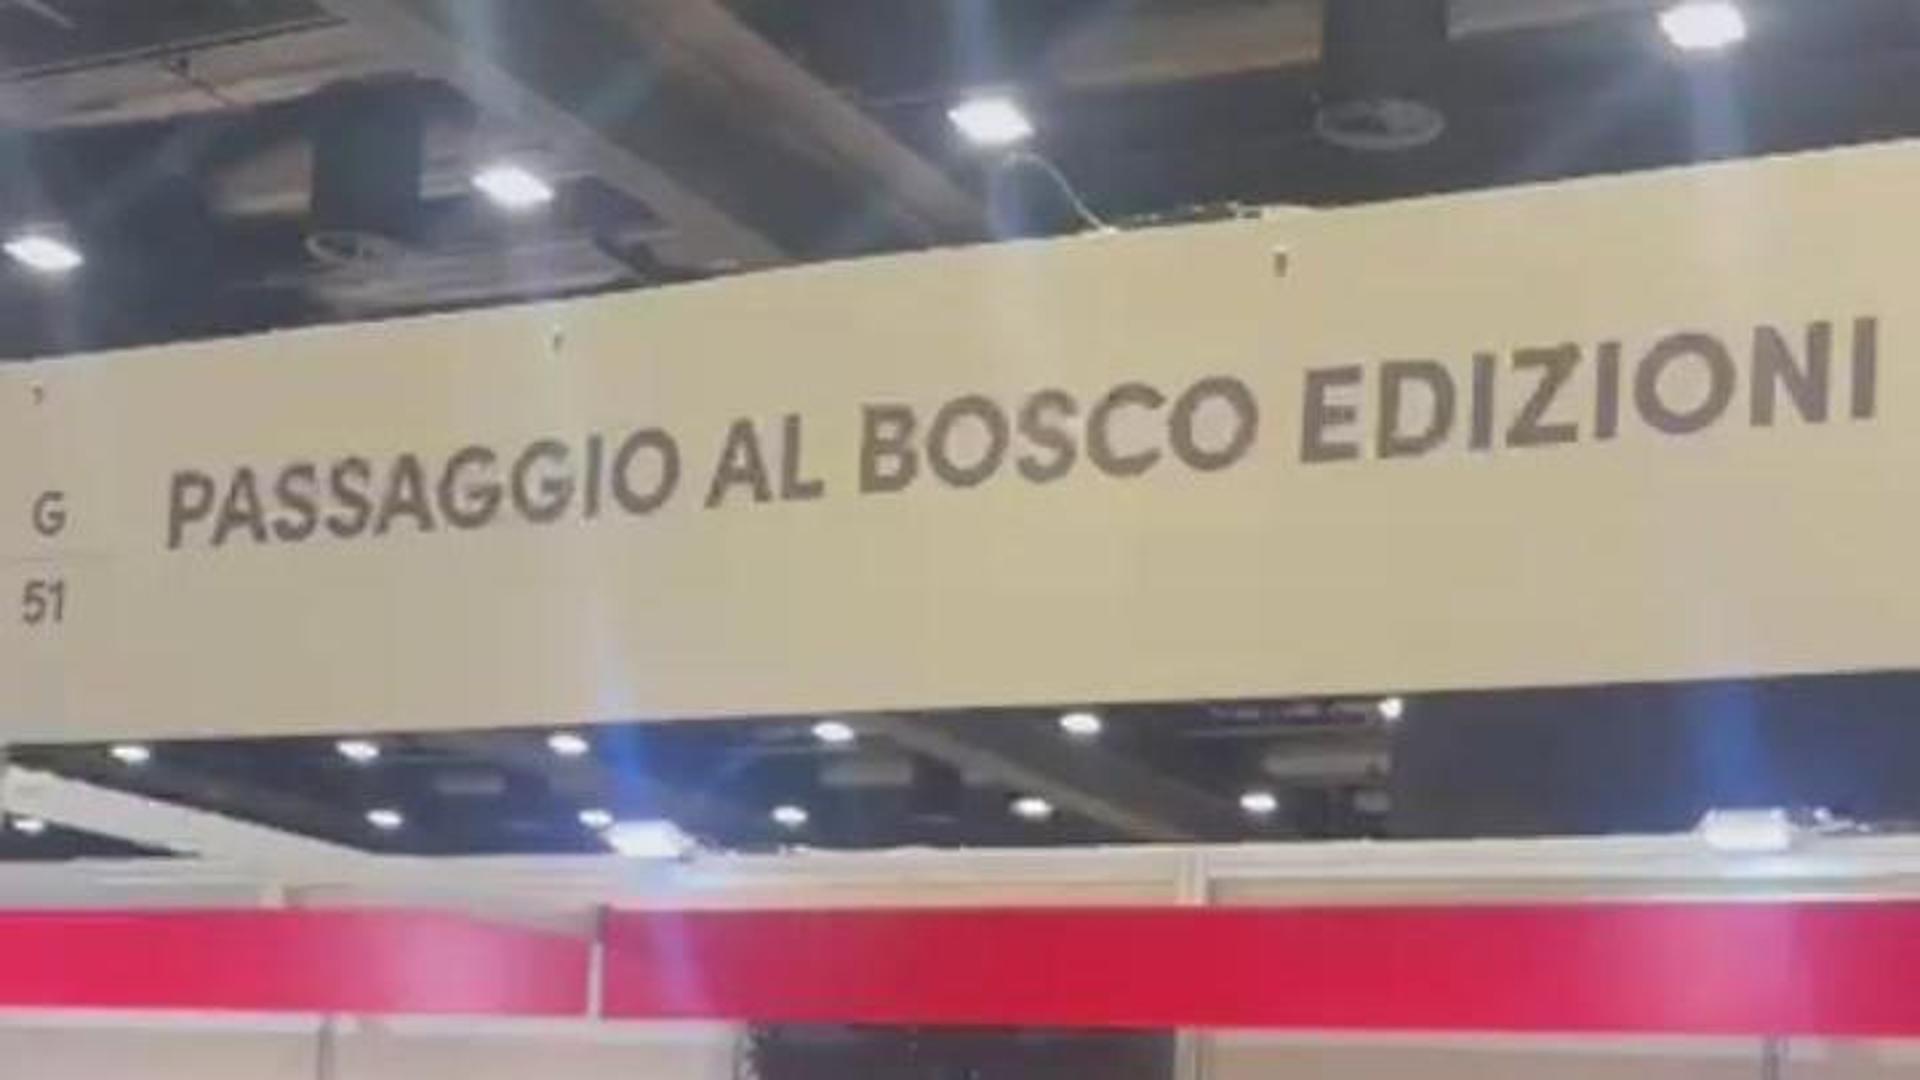 PASSAGGIO AL BOSCO EDIZIONI
G
51